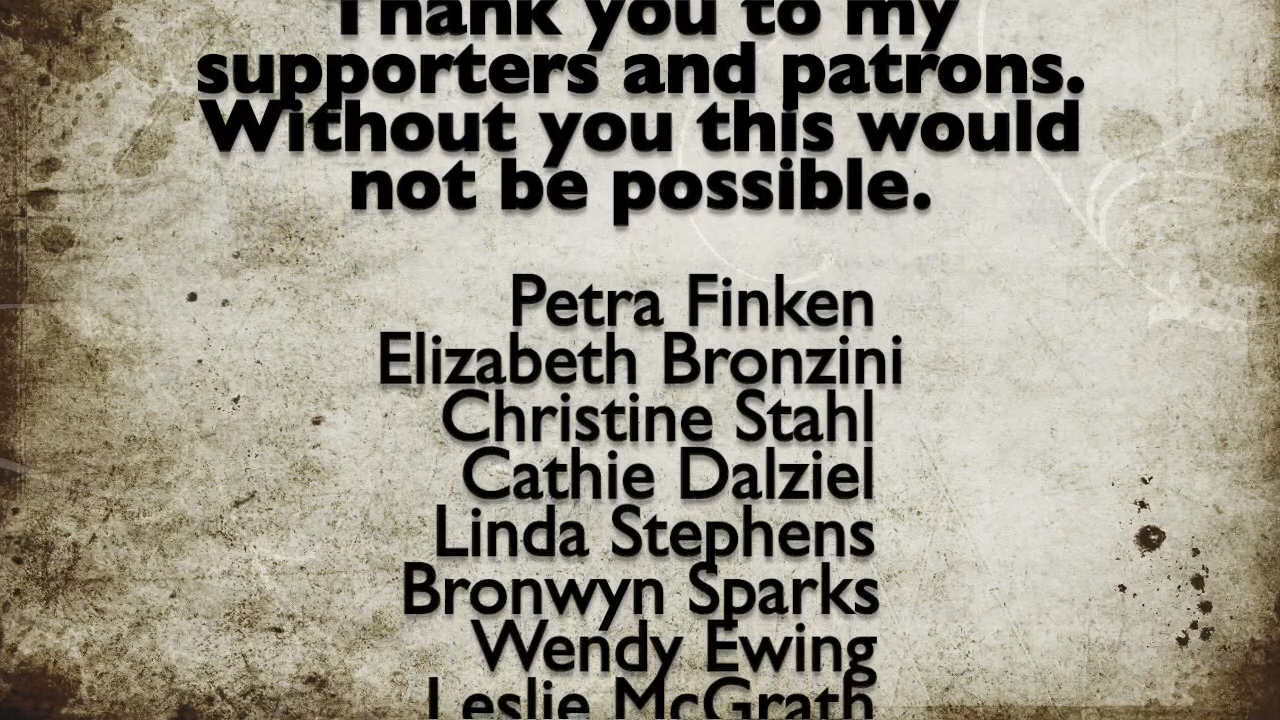 Thank you to my
supporters and patrons.
Without you this would
not be possible.
Petra Finken
Elizabeth Bronzini
Christine Stahl
Cathie Dalziel
Linda Stephens
Bronwyn Sparks
Wendy Ewing
Leslie McGrath